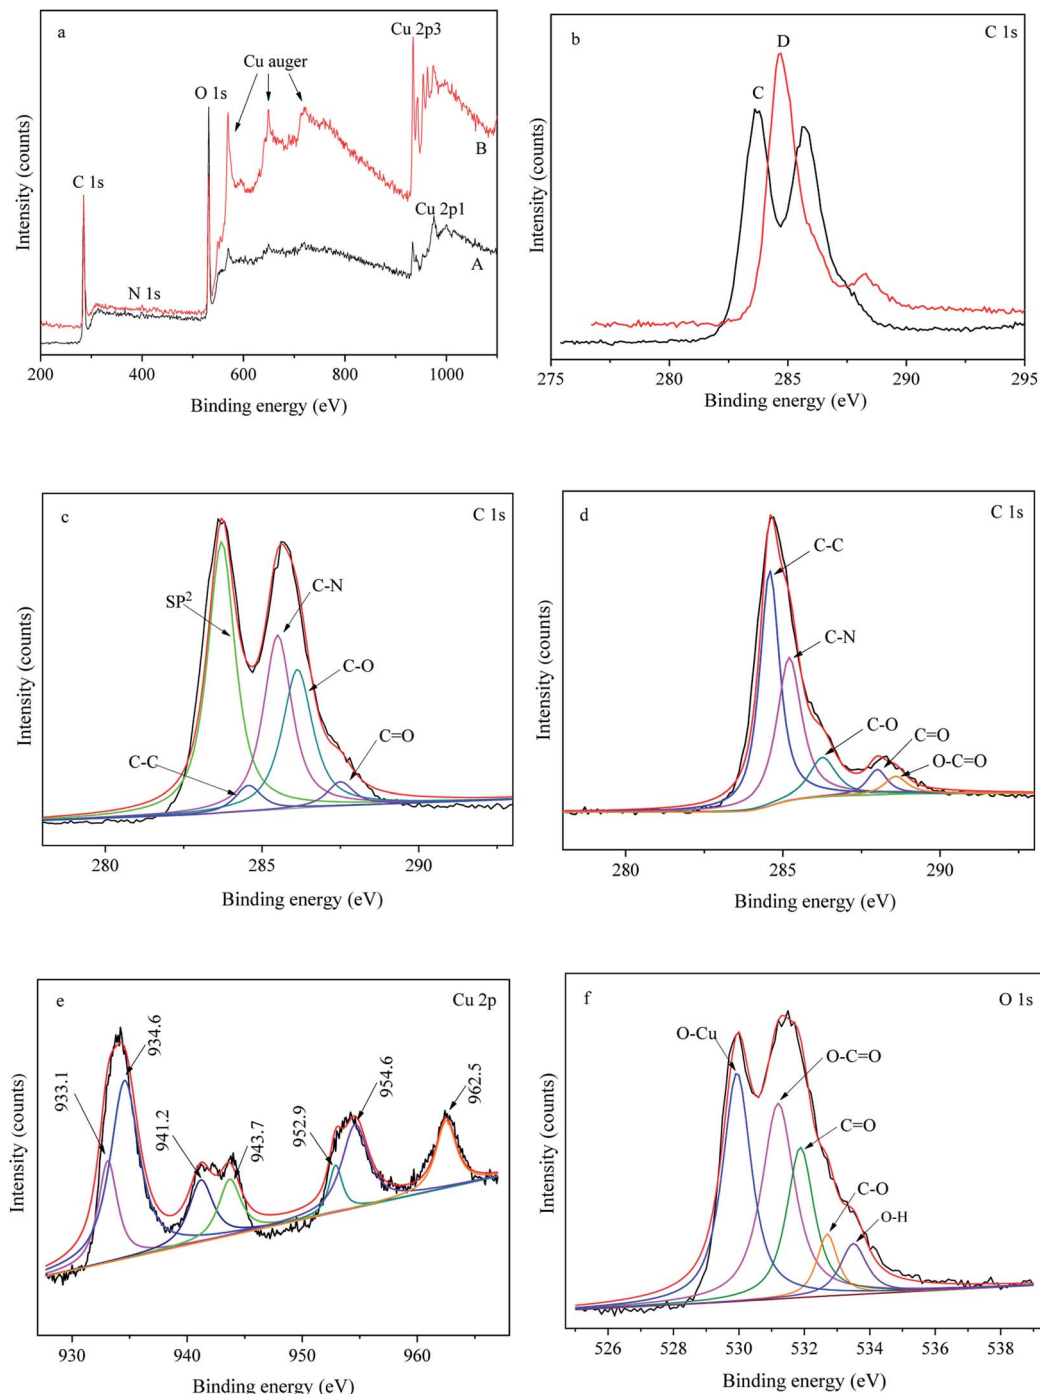 a
Cu 2p3
Cu auger
O 1s
B
C 1s
Cu 2p1
N 1s
A
Intensity (counts)
200 400 600 800 1000
Binding energy (eV)
b
C 1s
D
C
Intensity (counts)
275 280 285 290 295
Binding energy (eV)
c
C 1s
C-N
SP²
C-O
C=O
C-C
Intensity (counts)
280 285 290
Binding energy (eV)
d
C 1s
C-C
C-N
C-O
C=O
O-C=O
Intensity (counts)
280 285 290
Binding energy (eV)
e
Cu 2p
933.1
934.6
941.2
943.7
952.9
954.6
962.5
Intensity (counts)
930 940 950 960
Binding energy (eV)
f
O 1s
O-Cu
O-C=O
C=O
C-O
O-H
Intensity (counts)
526 528 530 532 534 536 538
Binding energy (eV)